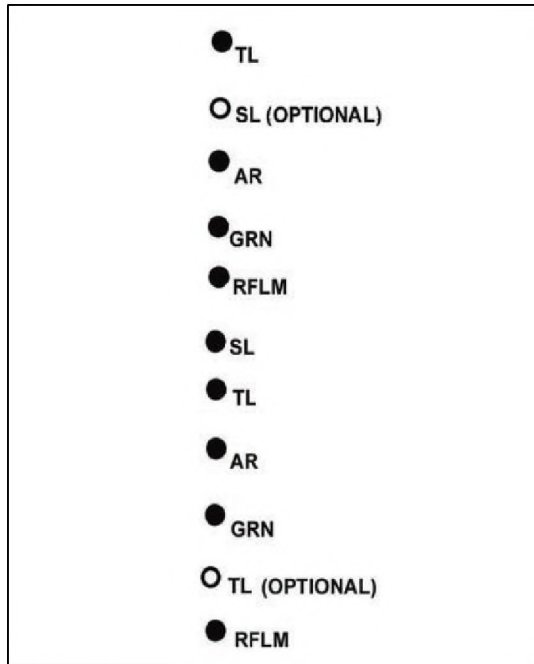 TL
SL (OPTIONAL)
AR
GRN
RFLM
SL
TL
AR
GRN
TL (OPTIONAL)
RFLM